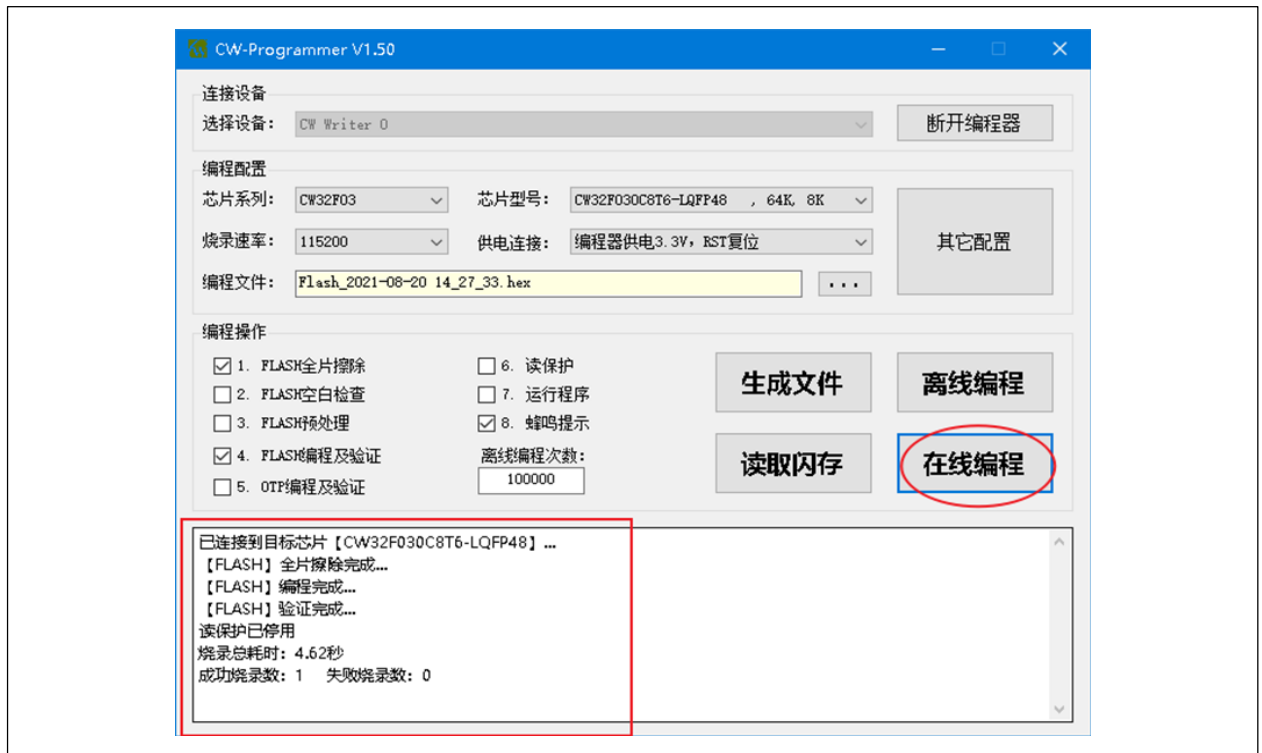 CW-Programmer V1.50
连接设备
选择设备: CW Writer 0 断开编程器
编程配置
芯片系列: CW32F03 芯片型号: CW32F030C8T6-LQFP48 , 64K, 8K
烧录速率: 115200 供电连接: 编程器供电3.3V，RST复位 其它配置
编程文件: Flash_2021-08-20 14_27_33.hex ...
编程操作
1. FLASH全片擦除 6. 读保护
2. FLASH空白检查 7. 运行程序 生成文件 离线编程
3. FLASH预处理 8. 蜂鸣提示
4. FLASH编程及验证 离线编程次数: 读取闪存 在线编程
5. OTP编程及验证 100000
已连接到目标芯片【CW32F030C8T6-LQFP48】...
【FLASH】全片擦除完成...
【FLASH】编程完成...
【FLASH】验证完成...
读保护已停用
烧录总耗时: 4.62秒
成功烧录数: 1 失败烧录数: 0